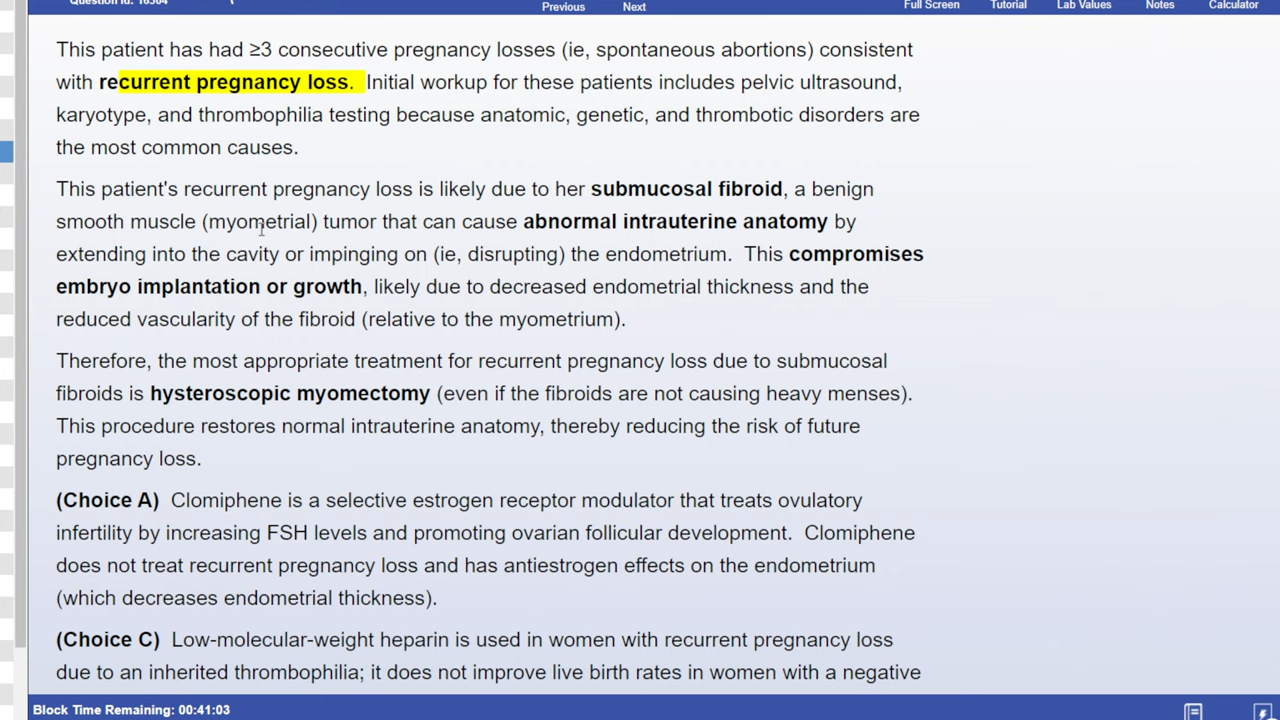 Previous
Next
Full Screen
Tutorial
Lab Values
Notes
Calculator
This patient has had ≥3 consecutive pregnancy losses (ie, spontaneous abortions) consistent
with recurrent pregnancy loss. Initial workup for these patients includes pelvic ultrasound,
karyotype, and thrombophilia testing because anatomic, genetic, and thrombotic disorders are
the most common causes.
This patient's recurrent pregnancy loss is likely due to her submucosal fibroid, a benign
smooth muscle (myometrial) tumor that can cause abnormal intrauterine anatomy by
extending into the cavity or impinging on (ie, disrupting) the endometrium. This compromises
embryo implantation or growth, likely due to decreased endometrial thickness and the
reduced vascularity of the fibroid (relative to the myometrium).
Therefore, the most appropriate treatment for recurrent pregnancy loss due to submucosal
fibroids is hysteroscopic myomectomy (even if the fibroids are not causing heavy menses).
This procedure restores normal intrauterine anatomy, thereby reducing the risk of future
pregnancy loss.
(Choice A) Clomiphene is a selective estrogen receptor modulator that treats ovulatory
infertility by increasing FSH levels and promoting ovarian follicular development. Clomiphene
does not treat recurrent pregnancy loss and has antiestrogen effects on the endometrium
(which decreases endometrial thickness).
(Choice C) Low-molecular-weight heparin is used in women with recurrent pregnancy loss
due to an inherited thrombophilia; it does not improve live birth rates in women with a negative
Block Time Remaining: 00:41:03